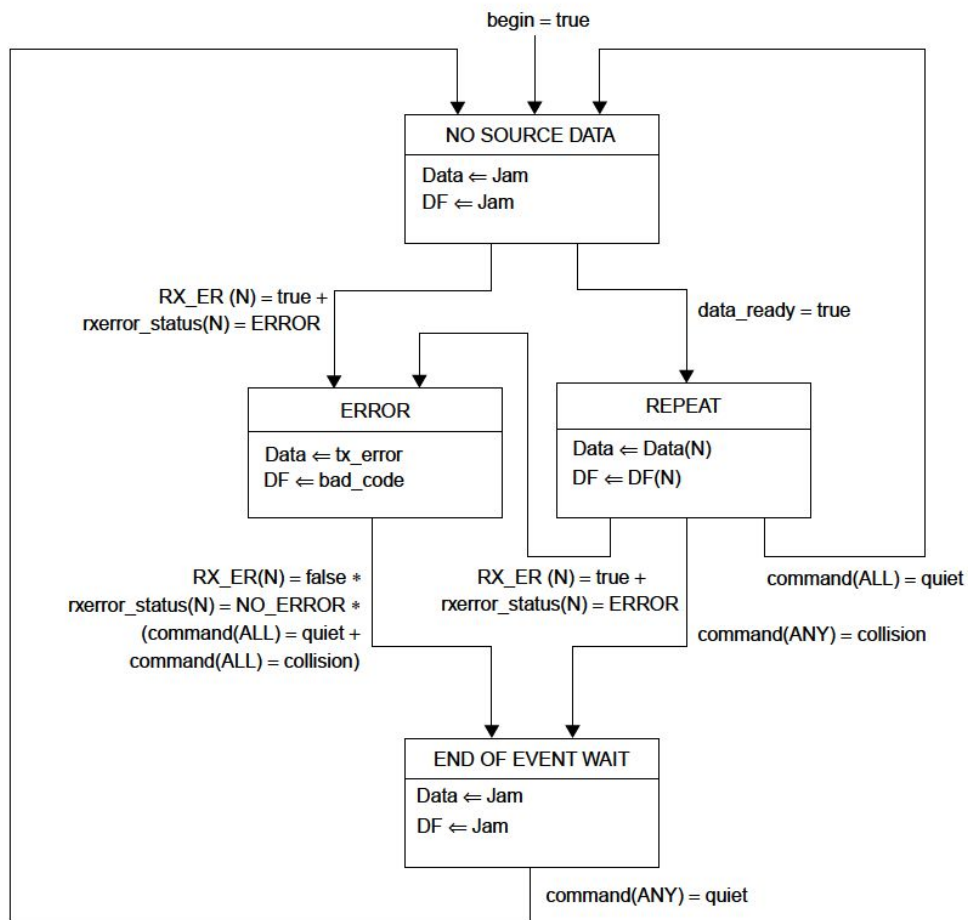 begin = true
NO SOURCE DATA
Data ⇐ Jam
DF ⇐ Jam
RX_ER (N) = true +
rxerror_status(N) = ERROR
data_ready = true
ERROR
Data ⇐ tx_error
DF ⇐ bad_code
REPEAT
Data ⇐ Data(N)
DF ⇐ DF(N)
RX_ER(N) = false *
rxerror_status(N) = NO_ERROR *
(command(ALL) = quiet +
command(ALL) = collision)
RX_ER (N) = true +
rxerror_status(N) = ERROR
command(ALL) = quiet
command(ANY) = collision
END OF EVENT WAIT
Data ⇐ Jam
DF ⇐ Jam
command(ANY) = quiet